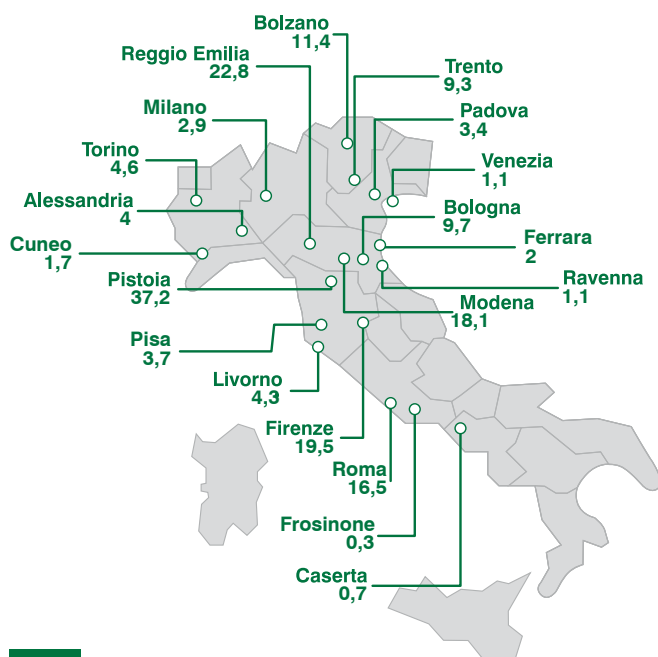 Bolzano
11,4
Reggio Emilia
22,8
Trento
9,3
Milano
2,9
Padova
3,4
Torino
4,6
Venezia
1,1
Alessandria
4
Bologna
9,7
Cuneo
1,7
Ferrara
2
Pistoia
37,2
Ravenna
1,1
Modena
18,1
Pisa
3,7
Livorno
4,3
Firenze
19,5
Roma
16,5
Frosinone
0,3
Caserta
0,7